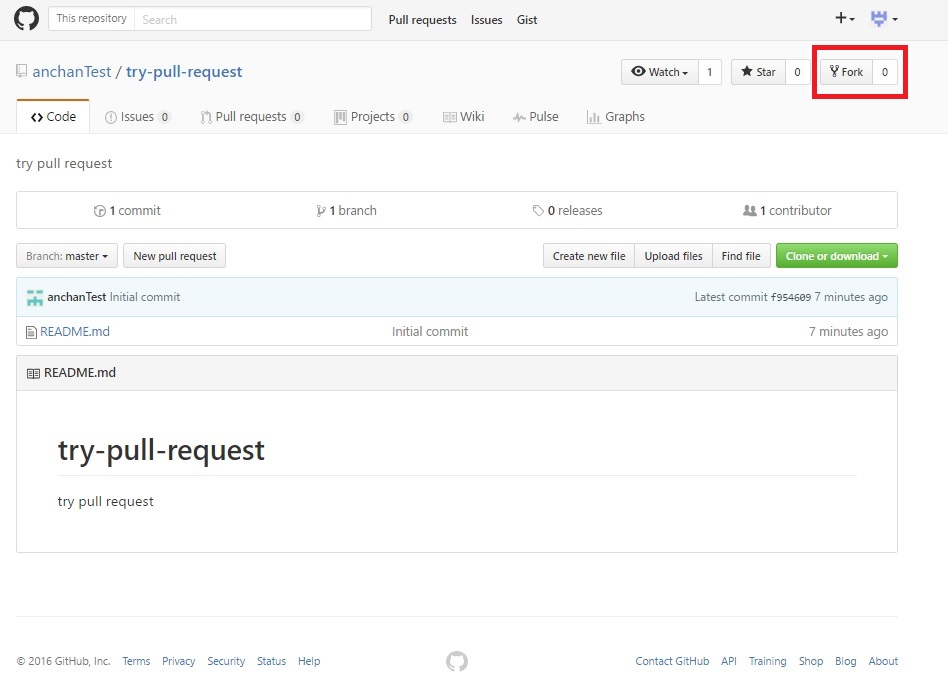 This repository Search Pull requests Issues Gist
anchanTest / try-pull-request Watch 1 Star 0 Fork 0
Code Issues 0 Pull requests 0 Projects 0 Wiki Pulse Graphs
try pull request
1 commit 1 branch 0 releases 1 contributor
Branch: master New pull request Create new file Upload files Find file Clone or download
anchanTest Initial commit Latest commit f954609 7 minutes ago
README.md Initial commit 7 minutes ago
README.md
try-pull-request
try pull request
© 2016 GitHub, Inc. Terms Privacy Security Status Help Contact GitHub API Training Shop Blog About